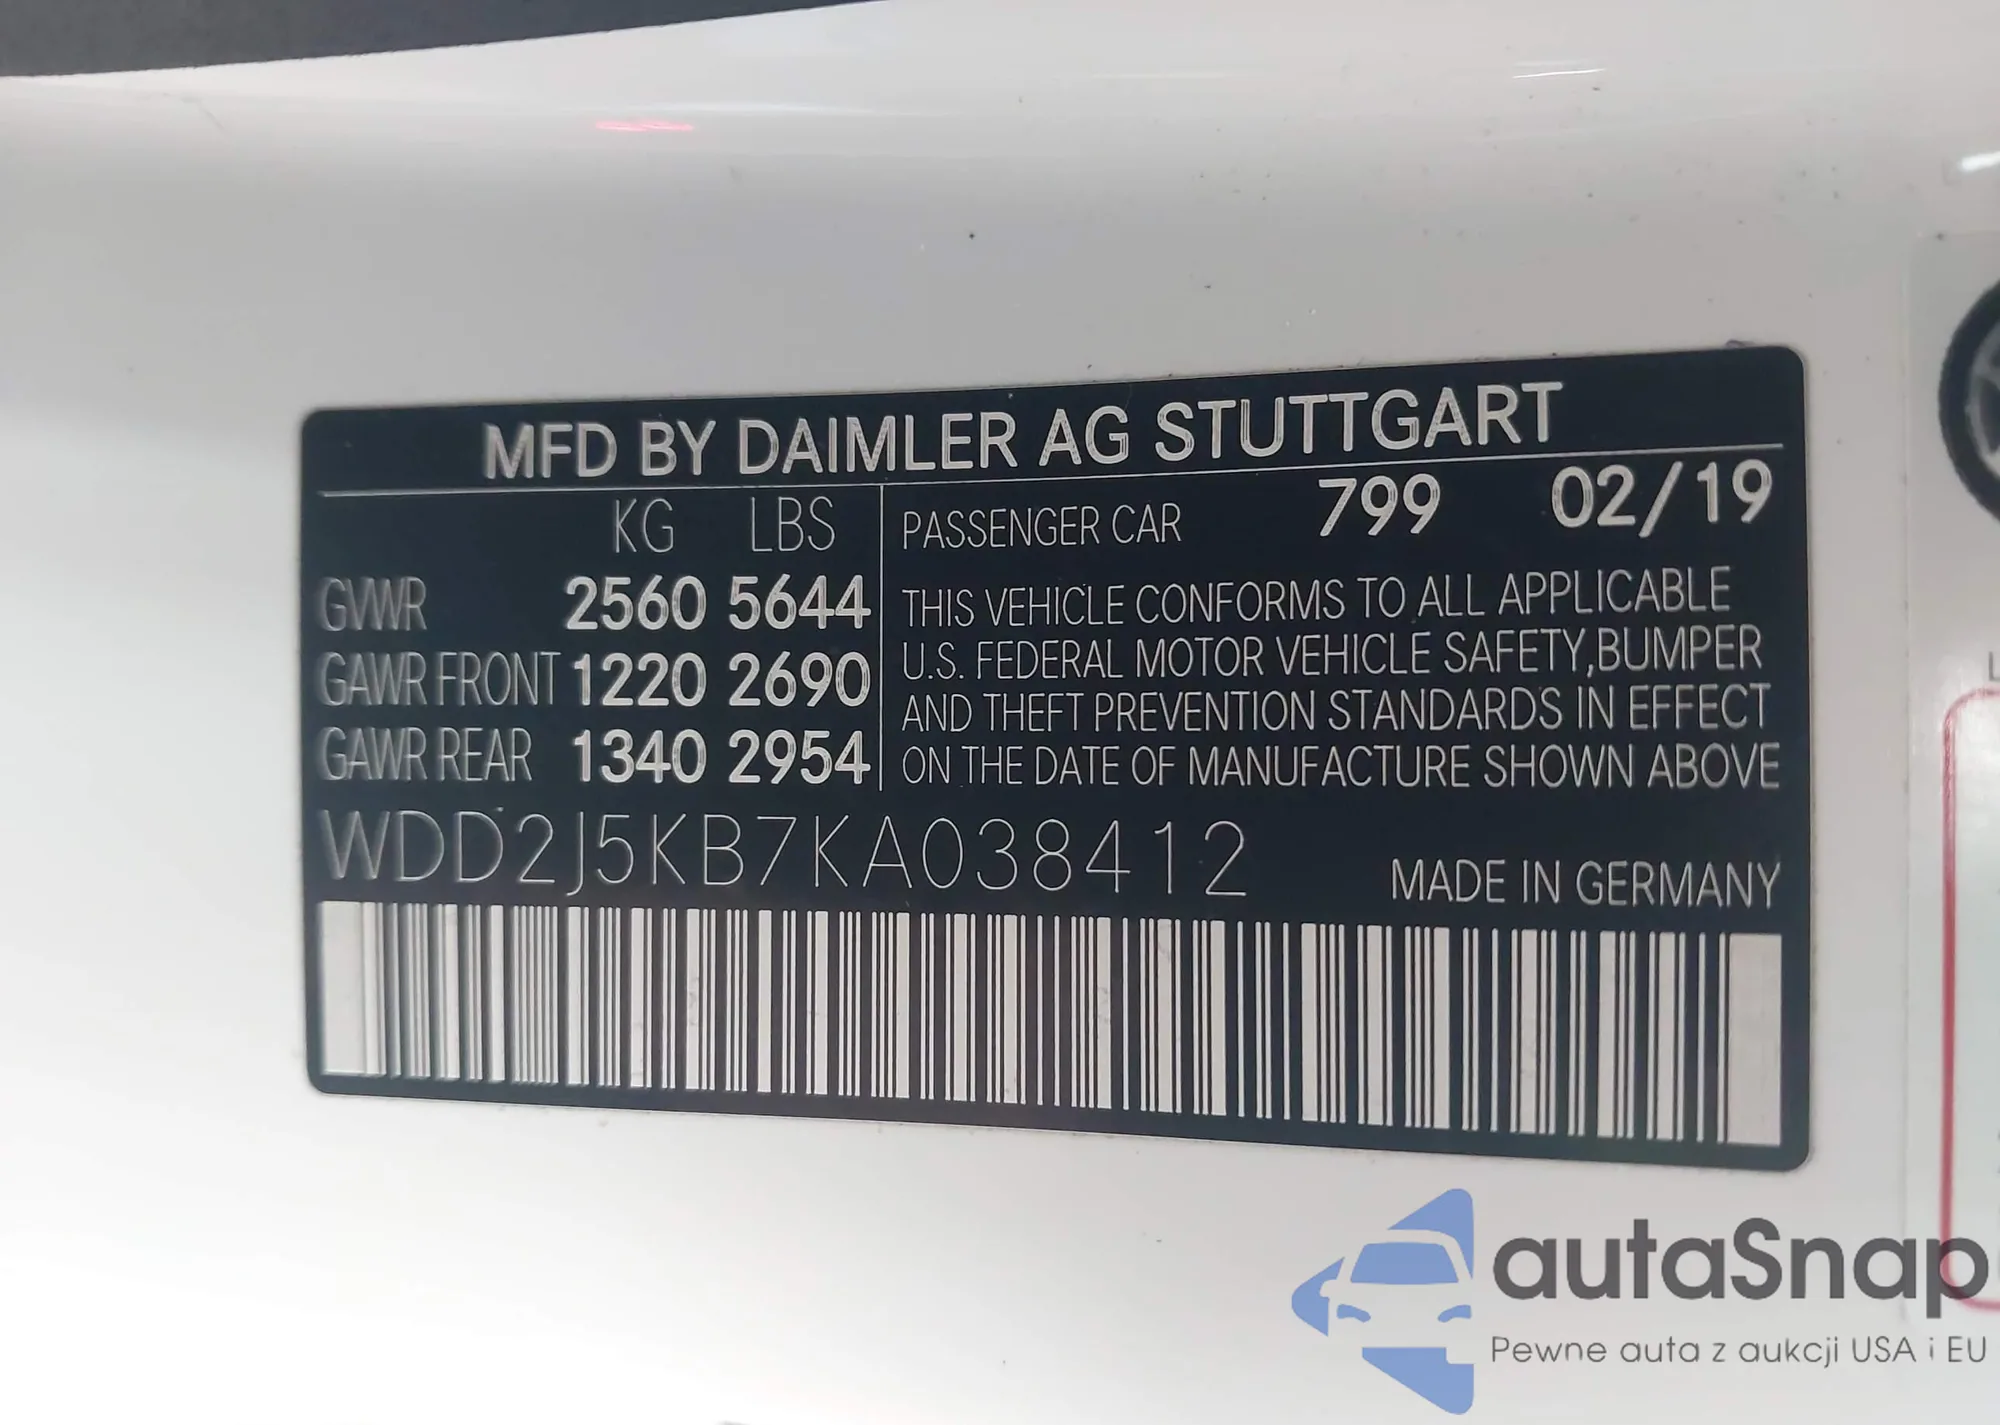 MFD BY DAIMLER AG STUTTGART
KG LBS
GVWR 2560 5644
GAWR FRONT 1220 2690
GAWR REAR 1340 2954
PASSENGER CAR 799 02/19
THIS VEHICLE CONFORMS TO ALL APPLICABLE
U.S. FEDERAL MOTOR VEHICLE SAFETY,BUMPER
AND THEFT PREVENTION STANDARDS IN EFFECT
ON THE DATE OF MANUFACTURE SHOWN ABOVE
WDD2J5KB7KA038412
MADE IN GERMANY
autaSnap
Pewne auta z aukcji USA i EU